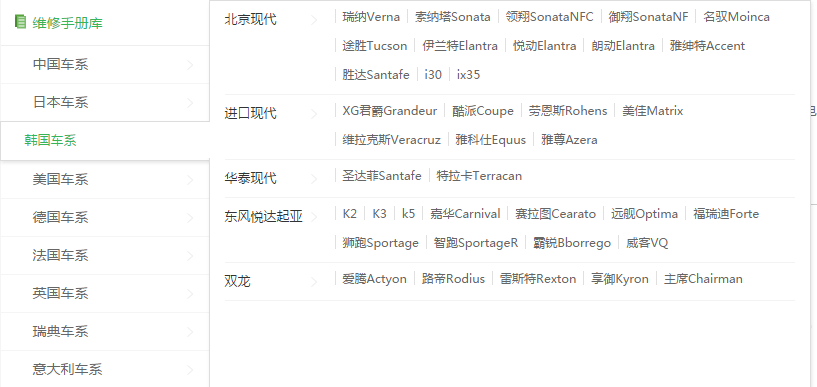 维修手册库
中国车系
日本车系
韩国车系
美国车系
德国车系
法国车系
英国车系
瑞典车系
意大利车系
北京现代 瑞纳Verna 索纳塔Sonata 领翔SonataNFC 御翔SonataNF 名驭Moinca
途胜Tucson 伊兰特Elantra 悦动Elantra 朗动Elantra 雅绅特Accent
胜达Santafe i30 ix35
进口现代 XG君爵Grandeur 酷派Coupe 劳恩斯Rohens 美佳Matrix
维拉克斯Veracruz 雅科仕Equus 雅尊Azera
华泰现代 圣达菲Santafe 特拉卡Terracan
东风悦达起亚 K2 K3 k5 嘉华Carnival 赛拉图Cearato 远舰Optima 福瑞迪Forte
狮跑Sportage 智跑SportageR 霸锐Bborrego 威客VQ
双龙 爱腾Actyon 路帝Rodius 雷斯特Rexton 享御Kyron 主席Chairman
电